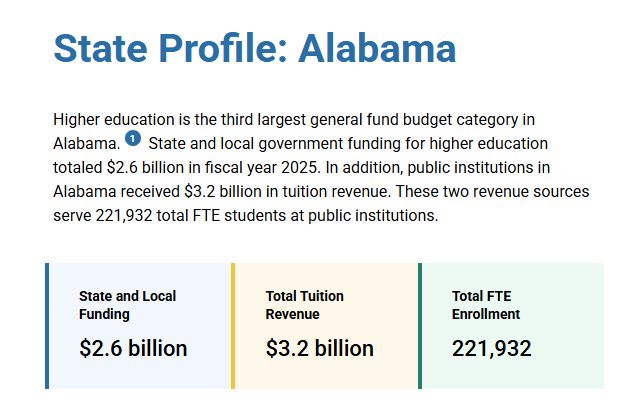 State Profile: Alabama
Higher education is the third largest general fund budget category in
Alabama. 1 State and local government funding for higher education
totaled $2.6 billion in fiscal year 2025. In addition, public institutions in
Alabama received $3.2 billion in tuition revenue. These two revenue sources
serve 221,932 total FTE students at public institutions.
State and Local
Funding
$2.6 billion
Total Tuition
Revenue
$3.2 billion
Total FTE
Enrollment
221,932